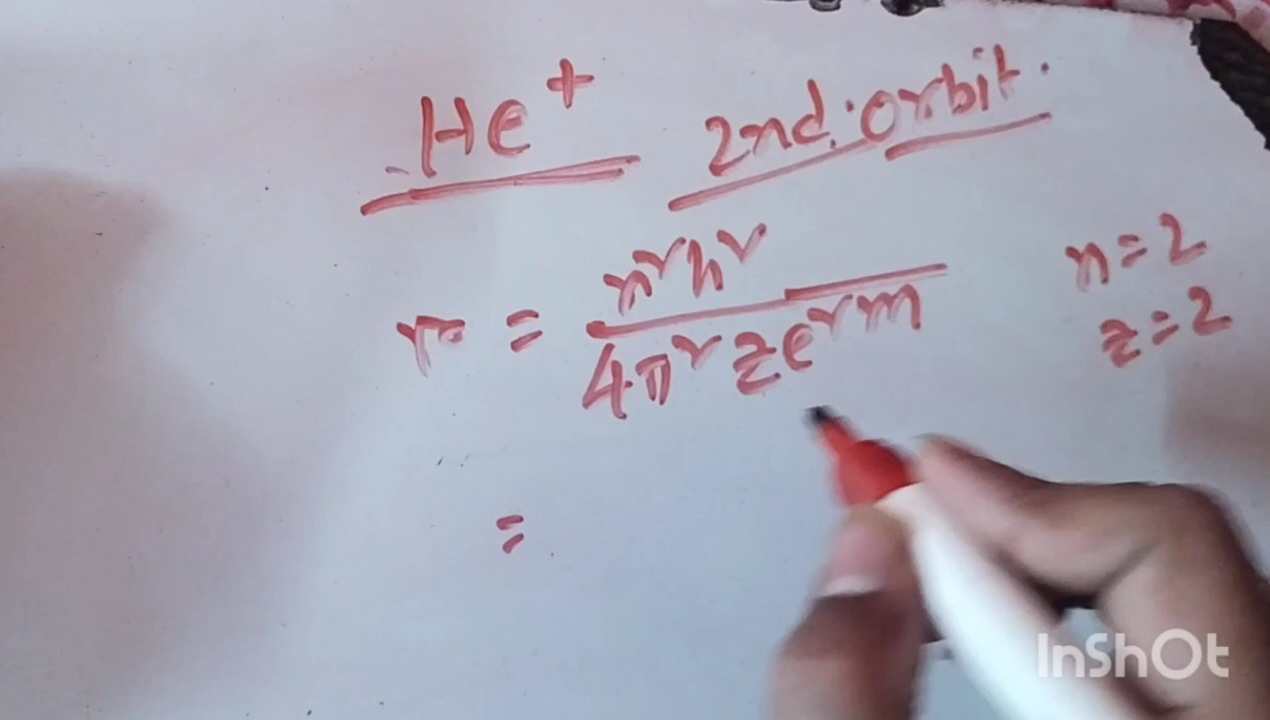 He⁺ 2nd. orbit.
r = n²h² / 4π²ze²m
n=2
z=2
=
InShOt